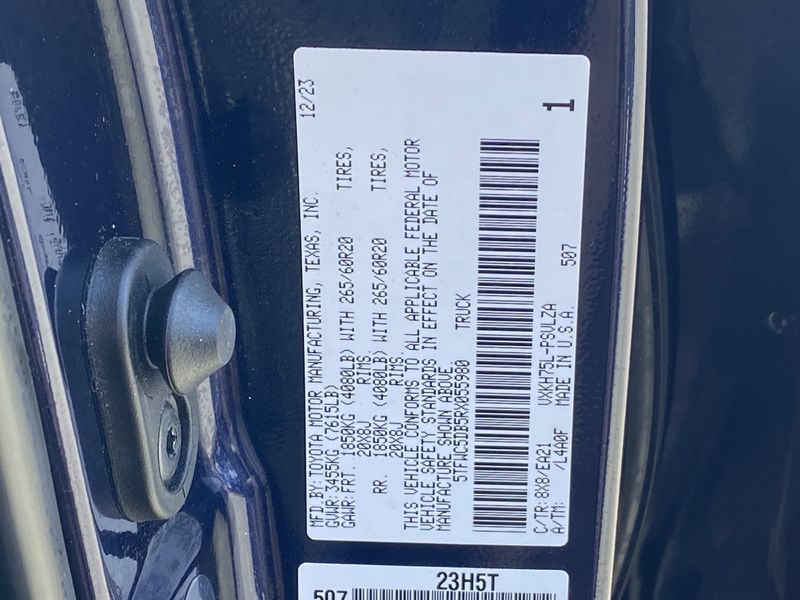 MFD.BY:TOYOTA MOTOR MANUFACTURING, TEXAS, INC. 12/23
GVWR:3455KG (7615LB)
GAWR:FRT. 1850KG (4080LB) WITH 265/60R20 TIRES,
20X8J RIMS.
RR. 1850KG (4080LB) WITH 265/60R20 TIRES,
20X8J RIMS.
THIS VEHICLE CONFORMS TO ALL APPLICABLE FEDERAL MOTOR
VEHICLE SAFETY STANDARDS IN EFFECT ON THE DATE OF
MANUFACTURE SHOWN ABOVE
5TFWC5DB5RX055980 TRUCK
1
C/TR:8X8/EA21 VXKH75L-PSVLZA 507
A/TM: /L4A0F MADE IN U.S.A.
507 23H5T